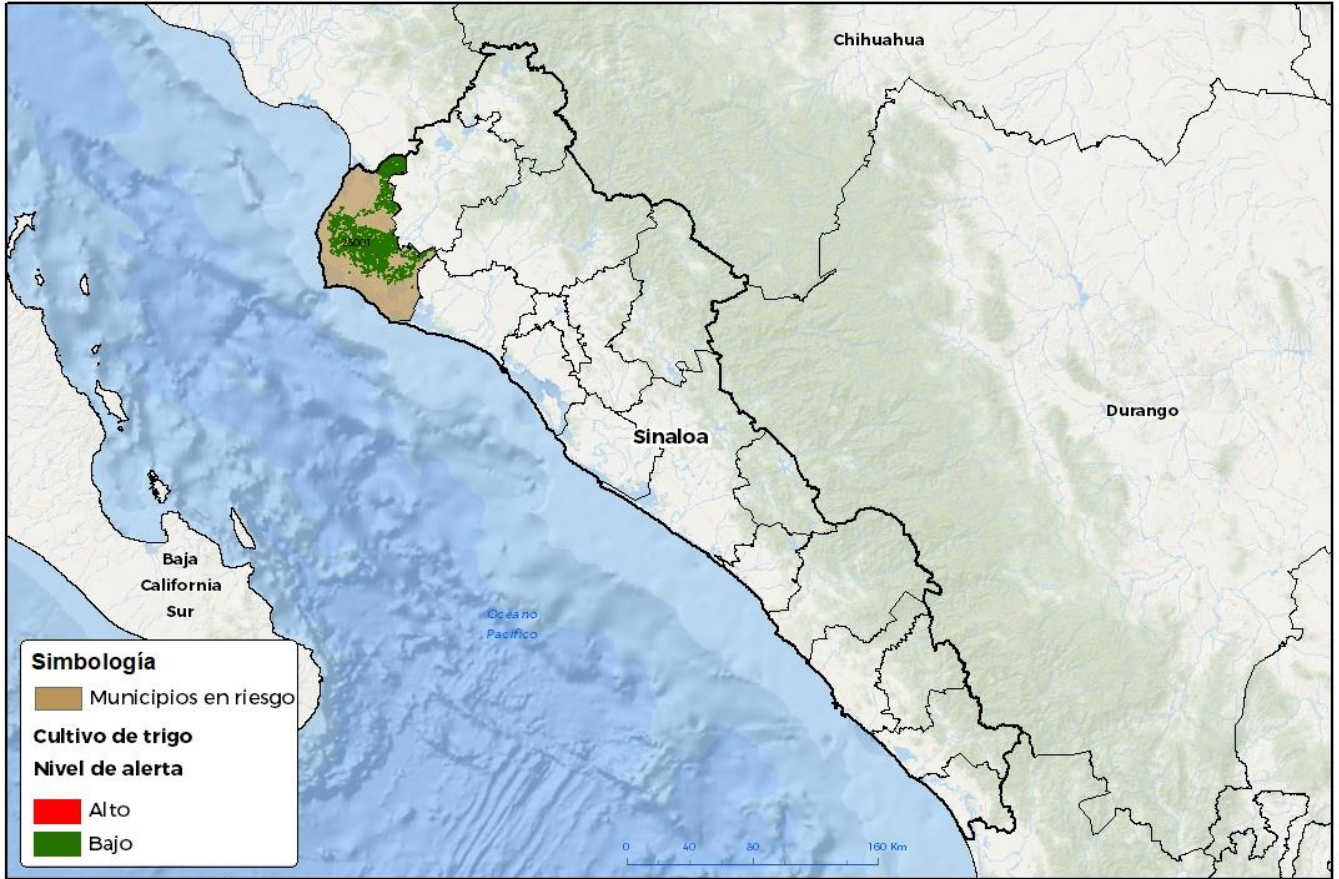 Chihuahua
Durango
Sinaloa
Baja
California
Sur
Océano
Pacífico
Simbología
Municipios en riesgo
Cultivo de trigo
Nivel de alerta
Alto
Bajo
0 40 80 160 Km